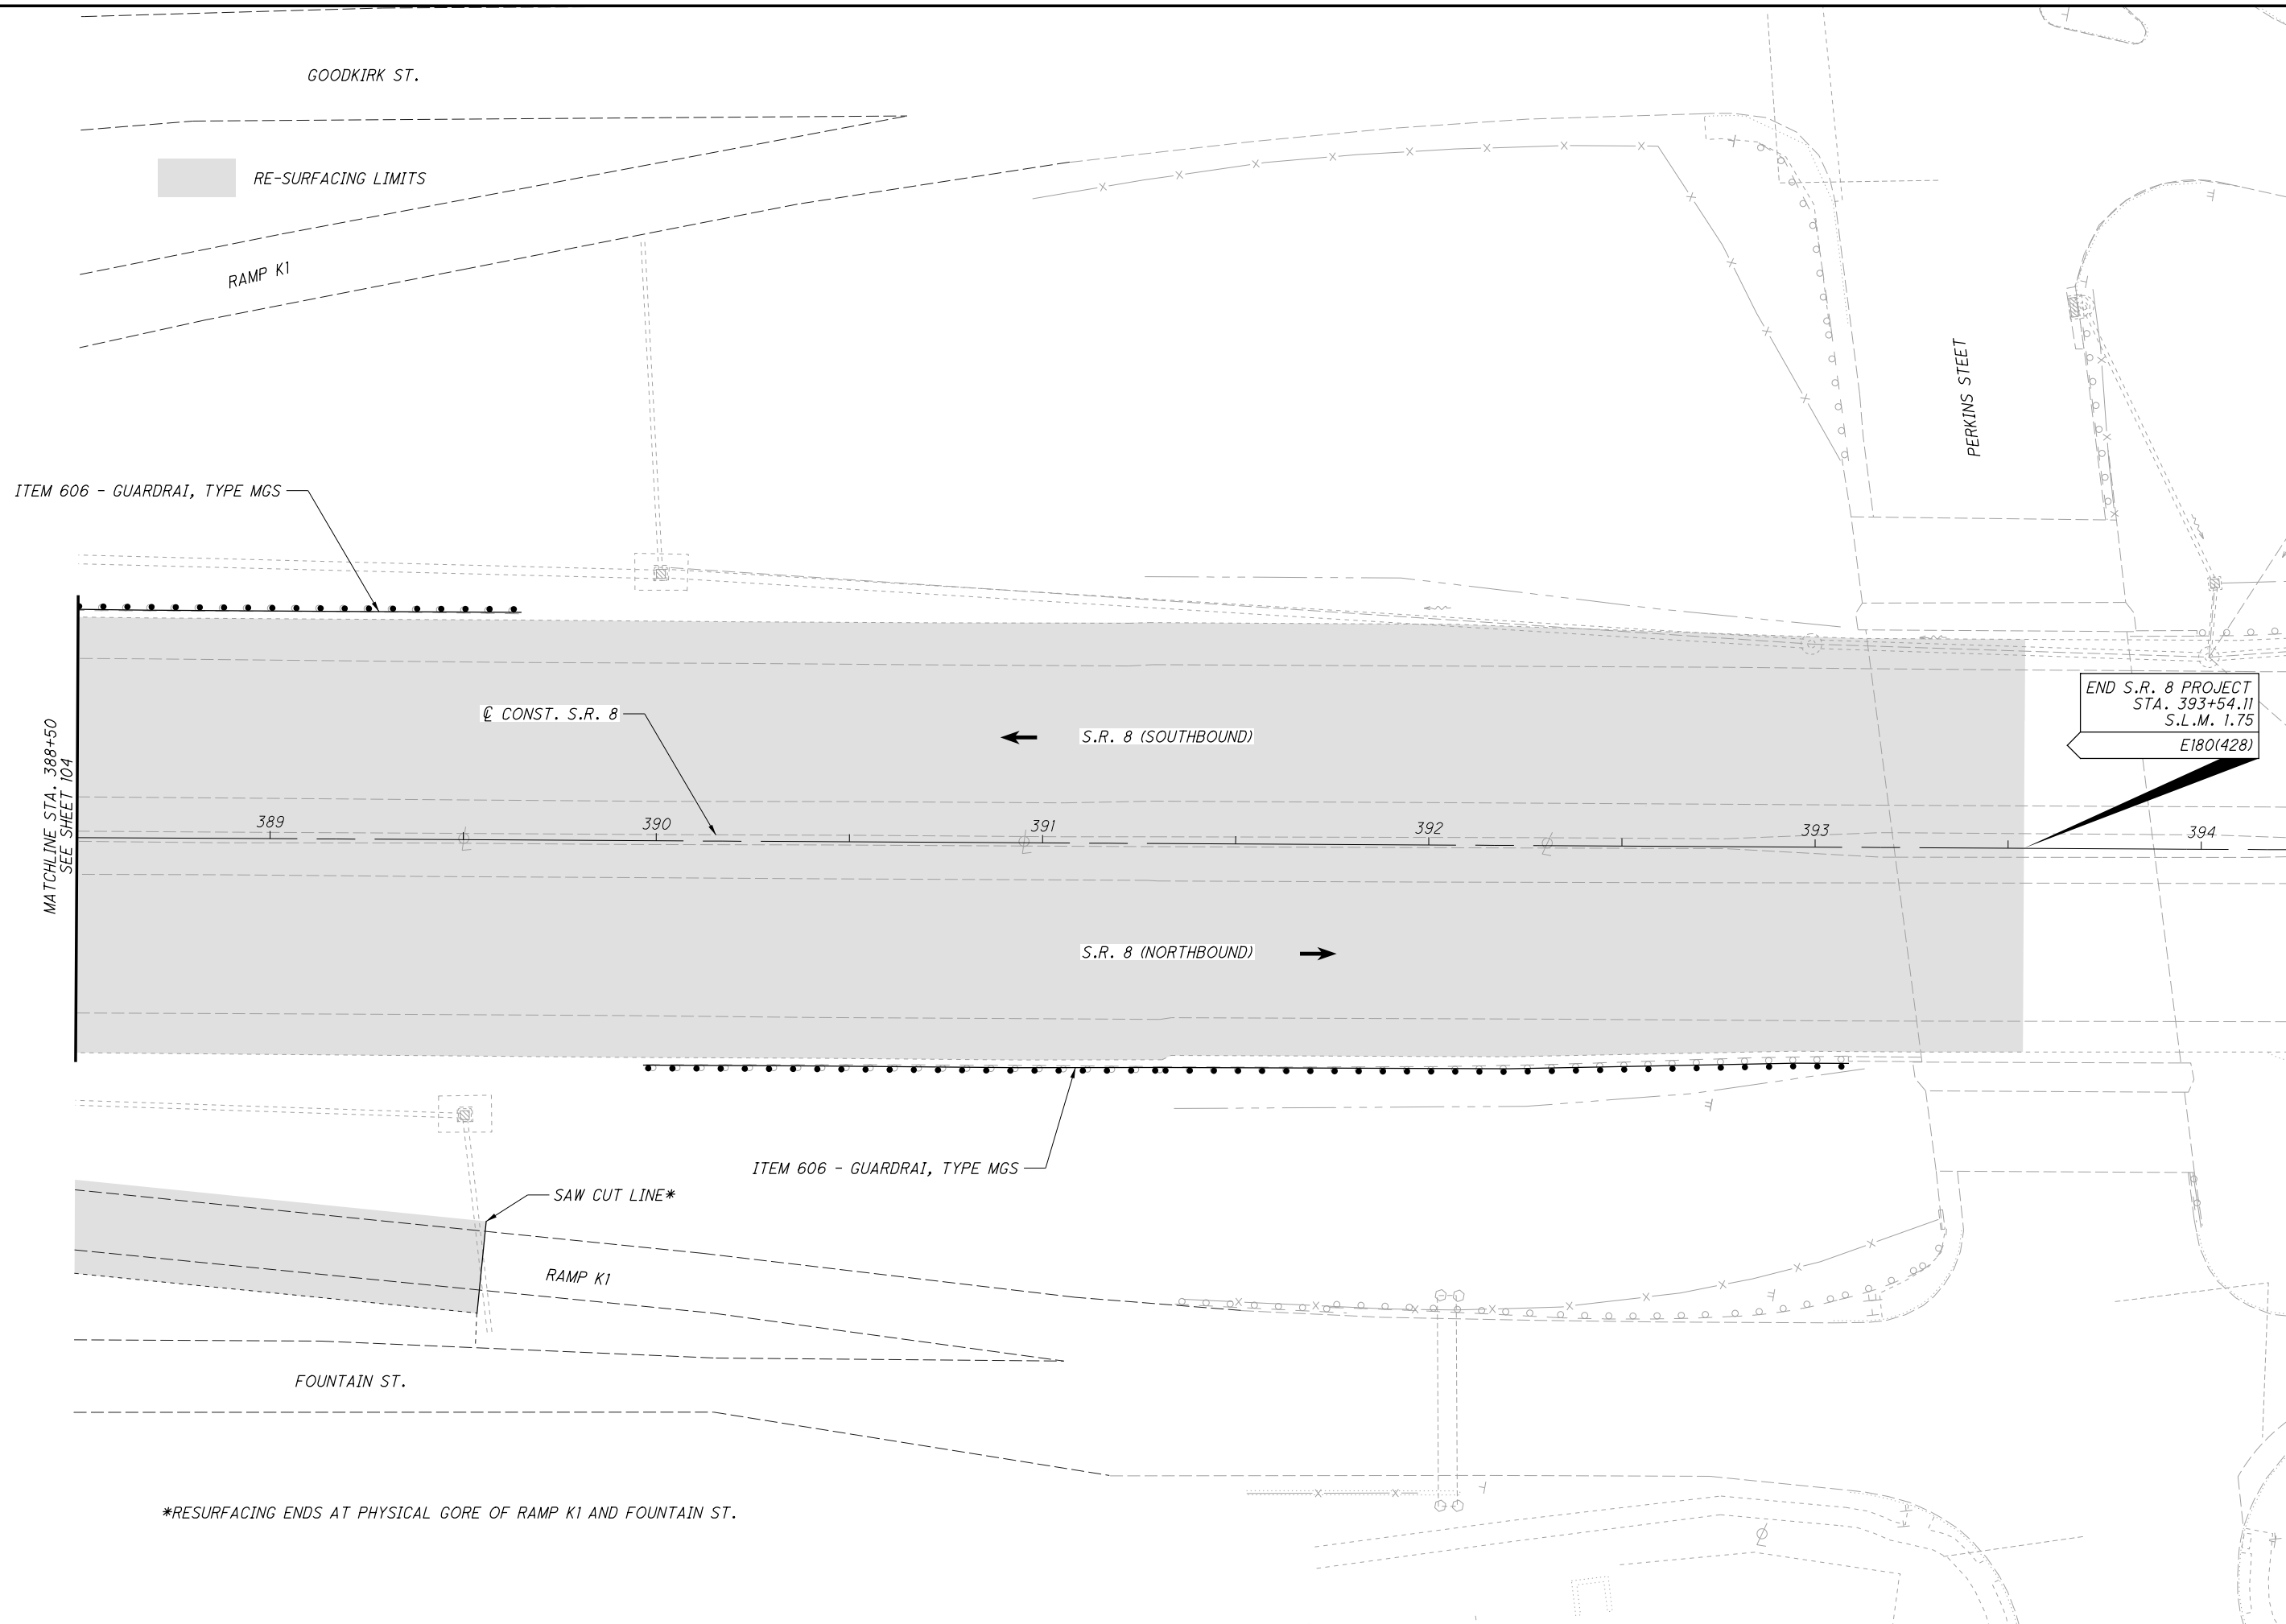 GOODKIRK ST.
RE-SURFACING LIMITS
RAMP K1
PERKINS STEET
ITEM 606 - GUARDRAI, TYPE MGS
MATCHLINE STA. 388+50
SEE SHEET 104
℄ CONST. S.R. 8
S.R. 8 (SOUTHBOUND)
END S.R. 8 PROJECT
STA. 393+54.11
S.L.M. 1.75
E180(428)
389
390
391
392
393
394
S.R. 8 (NORTHBOUND)
ITEM 606 - GUARDRAI, TYPE MGS
SAW CUT LINE*
RAMP K1
FOUNTAIN ST.
*RESURFACING ENDS AT PHYSICAL GORE OF RAMP K1 AND FOUNTAIN ST.